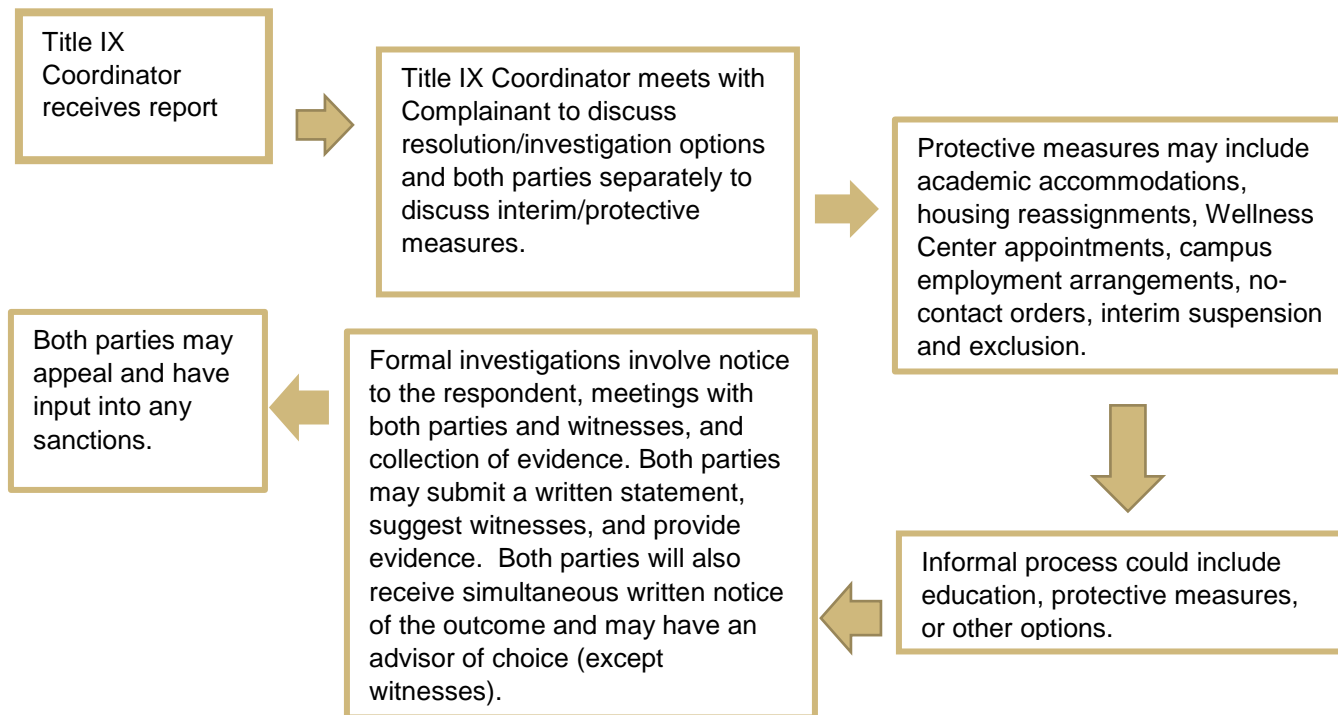 Title IX
Coordinator
receives report
Title IX Coordinator meets with
Complainant to discuss
resolution/investigation options
and both parties separately to
discuss interim/protective
measures.
Protective measures may include
academic accommodations,
housing reassignments, Wellness
Center appointments, campus
employment arrangements, no-
contact orders, interim suspension
and exclusion.
Informal process could include
education, protective measures,
or other options.
Formal investigations involve notice
to the respondent, meetings with
both parties and witnesses, and
collection of evidence. Both parties
may submit a written statement,
suggest witnesses, and provide
evidence.  Both parties will also
receive simultaneous written notice
of the outcome and may have an
advisor of choice (except
witnesses).
Both parties may
appeal and have
input into any
sanctions.